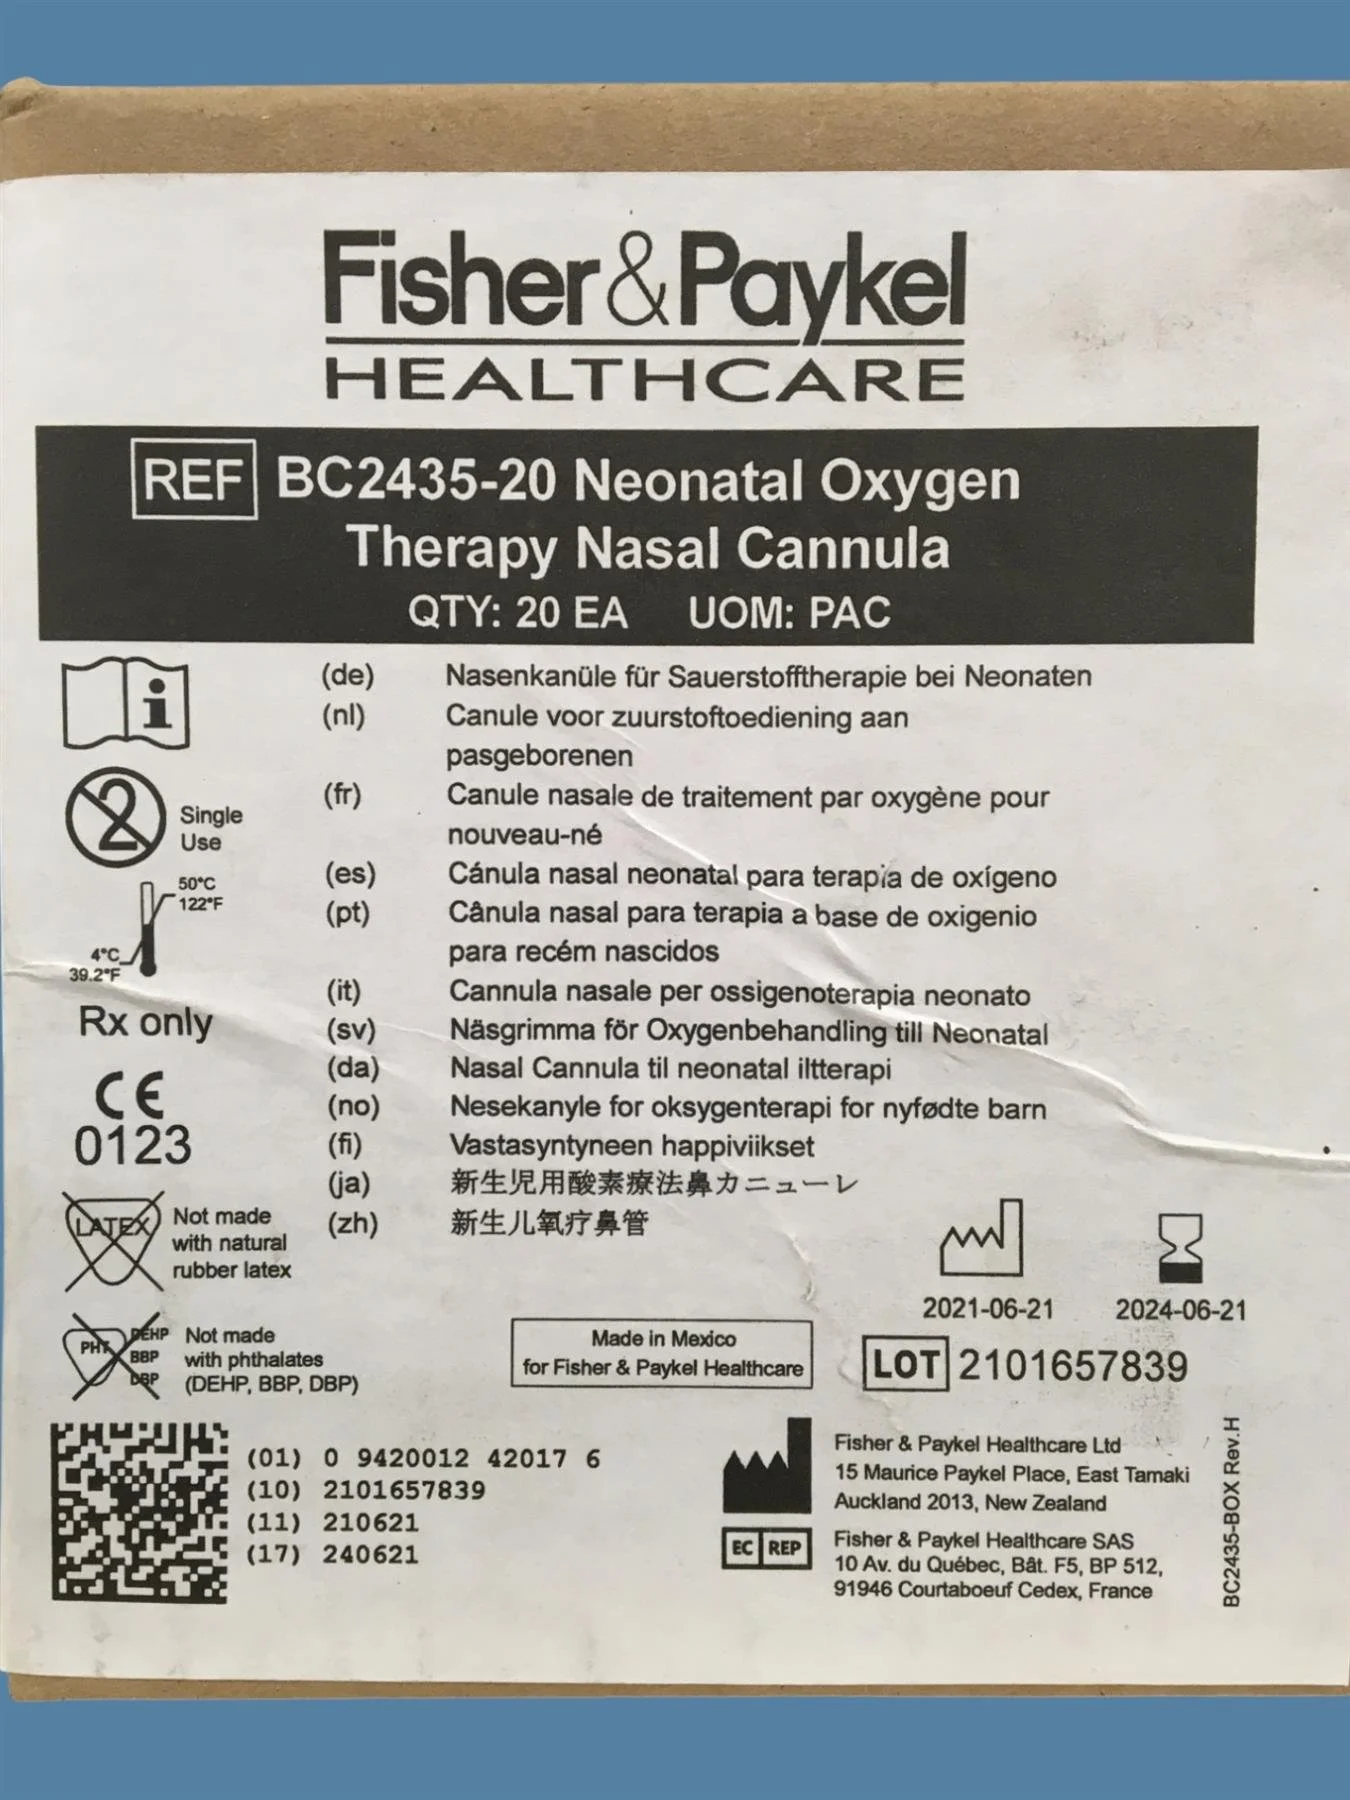 Fisher&Paykel
HEALTHCARE
REF BC2435-20 Neonatal Oxygen
Therapy Nasal Cannula
QTY: 20 EA UOM: PAC
(de) Nasenkanüle für Sauerstofftherapie bei Neonaten
(nl) Canule voor zuurstoftoediening aan
pasgeborenen
(fr) Canule nasale de traitement par oxygène pour
nouveau-né
(es) Cánula nasal neonatal para terapia de oxígeno
(pt) Cânula nasal para terapia a base de oxigenio
para recém nascidos
(it) Cannula nasale per ossigenoterapia neonato
(sv) Näsgrimma för Oxygenbehandling till Neonatal
(da) Nasal Cannula til neonatal iltterapi
(no) Nesekanyle for oksygenterapi for nyfødte barn
(fi) Vastasyntyneen happiviikset
(ja) 新生児用酸素療法鼻カニューレ
(zh) 新生儿氧疗鼻管
i
2
Single
Use
50°C
122°F
4°C
39.2°F
Rx only
CE
0123
LATEX
Not made
with natural
rubber latex
PHT
DEHP
BBP
DBP
Not made
with phthalates
(DEHP, BBP, DBP)
Made in Mexico
for Fisher & Paykel Healthcare
2021-06-21
2024-06-21
LOT 2101657839
(01) 0 9420012 42017 6
(10) 2101657839
(11) 210621
(17) 240621
Fisher & Paykel Healthcare Ltd
15 Maurice Paykel Place, East Tamaki
Auckland 2013, New Zealand
EC REP
Fisher & Paykel Healthcare SAS
10 Av. du Québec, Bât. F5, BP 512,
91946 Courtaboeuf Cedex, France
BC2435-BOX Rev.H